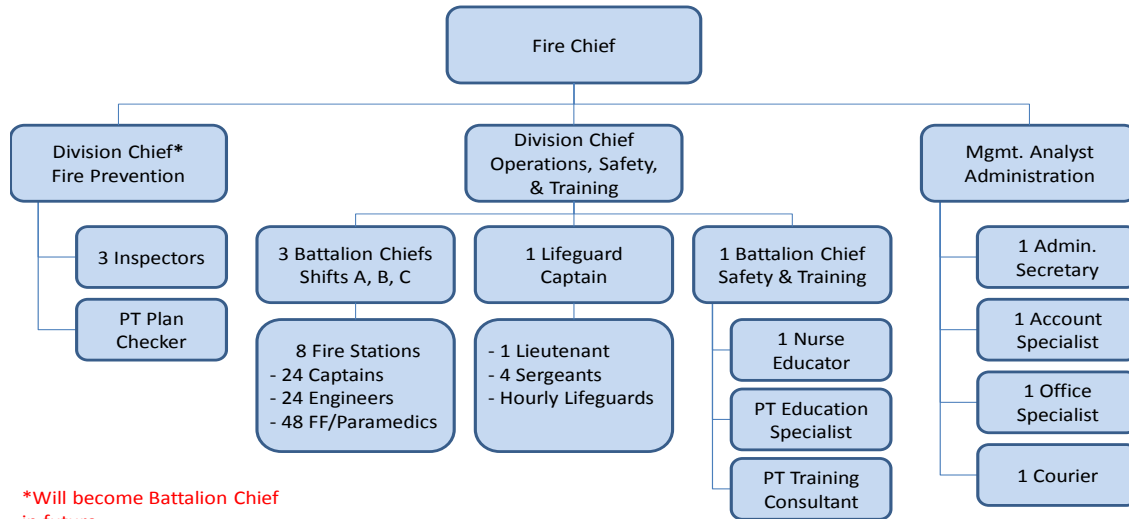 Fire Chief
Division Chief*
Fire Prevention
Division Chief
Operations, Safety,
& Training
Mgmt. Analyst
Administration
3 Inspectors
PT Plan
Checker
3 Battalion Chiefs
Shifts A, B, C
8 Fire Stations
- 24 Captains
- 24 Engineers
- 48 FF/Paramedics
1 Lifeguard
Captain
- 1 Lieutenant
- 4 Sergeants
- Hourly Lifeguards
1 Battalion Chief
Safety & Training
1 Nurse
Educator
PT Education
Specialist
PT Training
Consultant
1 Admin.
Secretary
1 Account
Specialist
1 Office
Specialist
1 Courier
*Will become Battalion Chief
in future